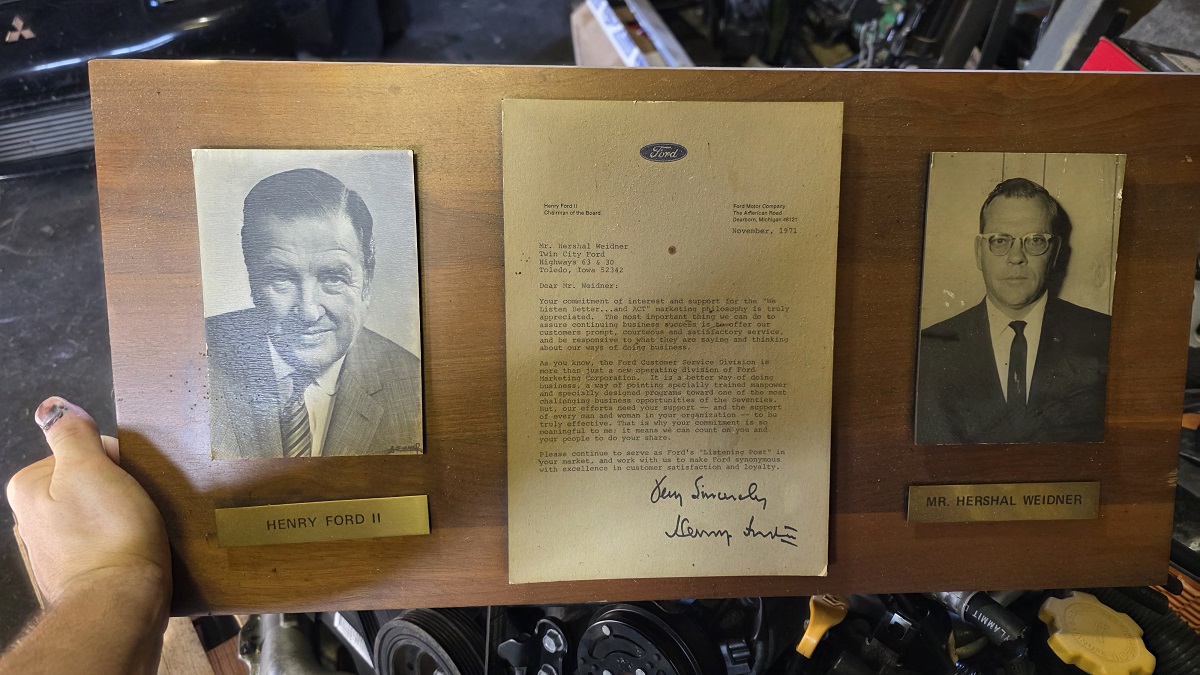 Ford
Henry Ford II
Chairman of the Board
Ford Motor Company
The American Road
Dearborn, Michigan 48121
November, 1971
Mr. Hershal Weidner
Twin City Ford
Highways 63 & 30
Toledo, Iowa 52342
Dear Mr. Weidner:
Your commitment of interest and support for the "We
Listen Better...and ACT" marketing philosophy is truly
appreciated. The most important thing we can do to
assure continuing business success is to offer our
customers prompt, courteous and satisfactory service,
and be responsive to what they are saying and thinking
about our ways of doing business.
As you know, the Ford Customer Service Division is
more than just a new operating division of Ford
Marketing Corporation. It is a better way of doing
business, a way of pointing specially trained manpower
and specially designed programs toward one of the most
challenging business opportunities of the Seventies.
But, our efforts need your support -- and the support
of every man and woman in your organization -- to be
truly effective. That is why your commitment is so
meaningful to me; it means we can count on you and
your people to do your share.
Please continue to serve as Ford's "Listening Post" in
your market, and work with us to make Ford synonymous
with excellence in customer satisfaction and loyalty.
Very Sincerely
Henry Ford II
HENRY FORD II
MR. HERSHAL WEIDNER